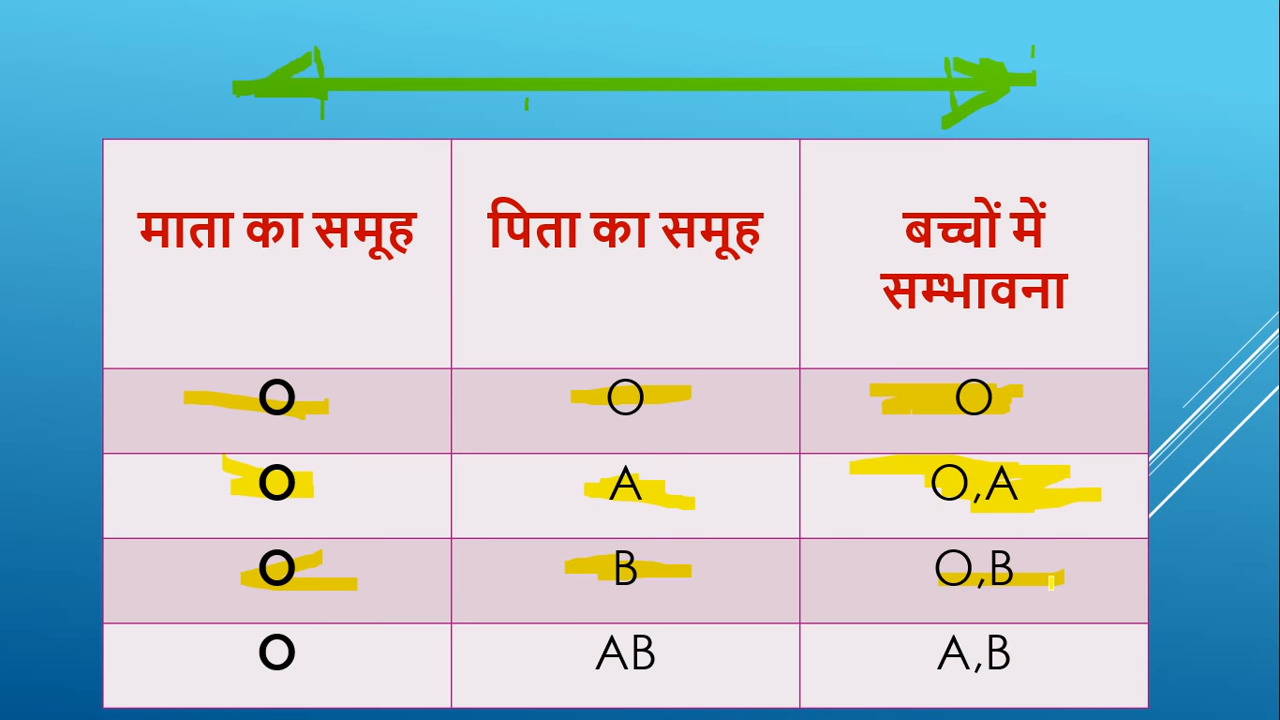 माता का समूह पिता का समूह बच्चों में
सम्भावना
O O O
O A O,A
O B O,B
O AB A,B